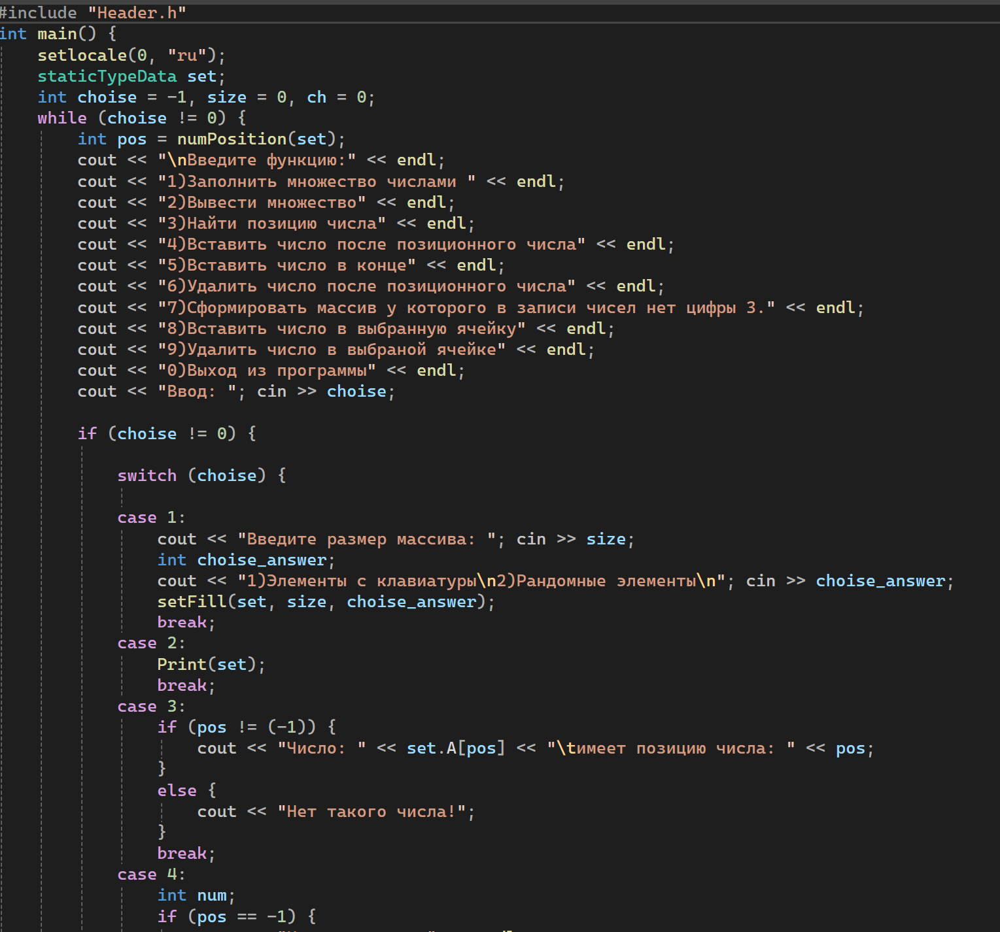 #include "Header.h"
int main() {
    setlocale(0, "ru");
    staticTypeData set;
    int choise = -1, size = 0, ch = 0;
    while (choise != 0) {
        int pos = numPosition(set);
        cout << "\nВведите функцию:" << endl;
        cout << "1)Заполнить множество числами " << endl;
        cout << "2)Вывести множество" << endl;
        cout << "3)Найти позицию числа" << endl;
        cout << "4)Вставить число после позиционного числа" << endl;
        cout << "5)Вставить число в конце" << endl;
        cout << "6)Удалить число после позиционного числа" << endl;
        cout << "7)Сформировать массив у которого в записи чисел нет цифры 3." << endl;
        cout << "8)Вставить число в выбранную ячейку" << endl;
        cout << "9)Удалить число в выбраной ячейке" << endl;
        cout << "0)Выход из программы" << endl;
        cout << "Ввод: "; cin >> choise;
        if (choise != 0) {
            switch (choise) {
            case 1:
                cout << "Введите размер массива: "; cin >> size;
                int choise_answer;
                cout << "1)Элементы с клавиатуры\n2)Рандомные элементы\n"; cin >> choise_answer;
                setFill(set, size, choise_answer);
                break;
            case 2:
                Print(set);
                break;
            case 3:
                if (pos != (-1)) {
                    cout << "Число: " << set.A[pos] << "\tимеет позицию числа: " << pos;
                }
                else {
                    cout << "Нет такого числа!";
                }
                break;
            case 4:
                int num;
                if (pos == -1) {